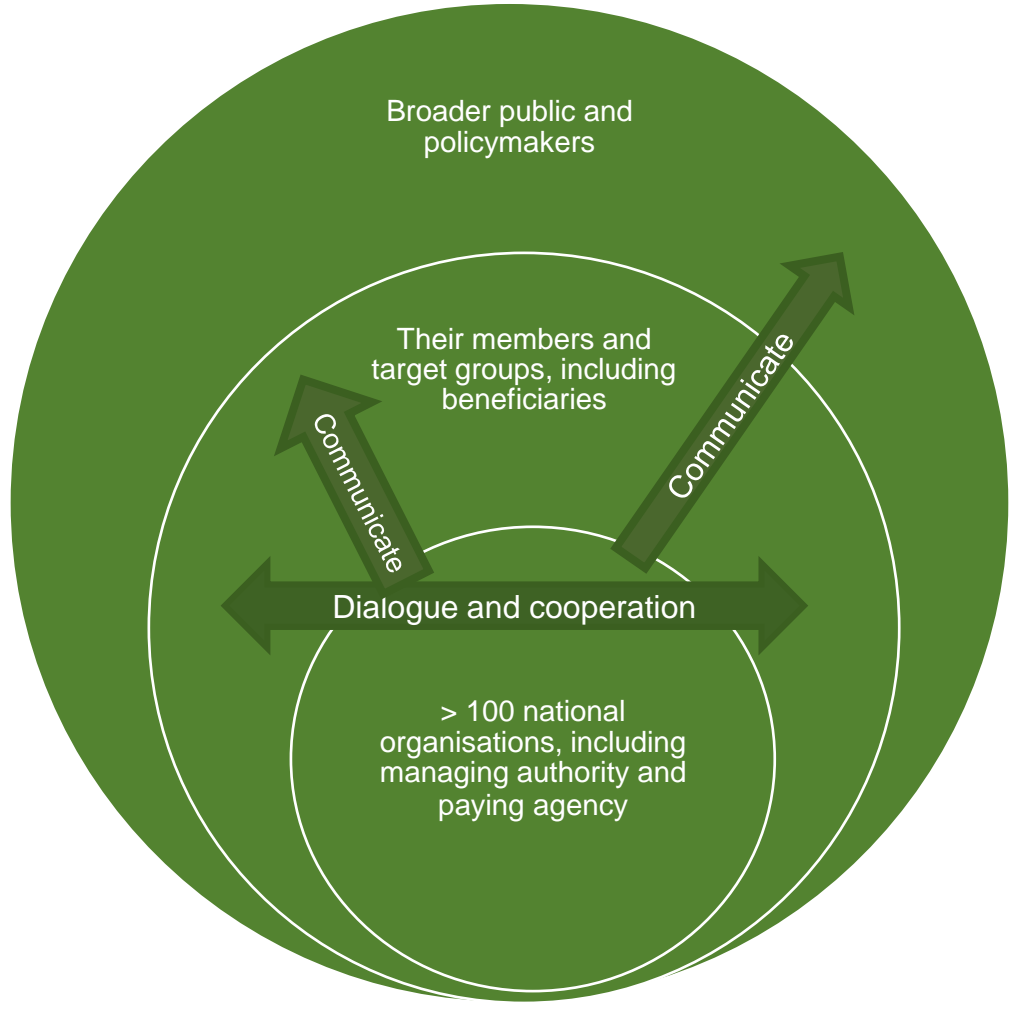 Broader public and
policymakers
Their members and
target groups, including
beneficiaries
Communicate
Communicate
Dialogue and cooperation
> 100 national
organisations, including
managing authority and
paying agency